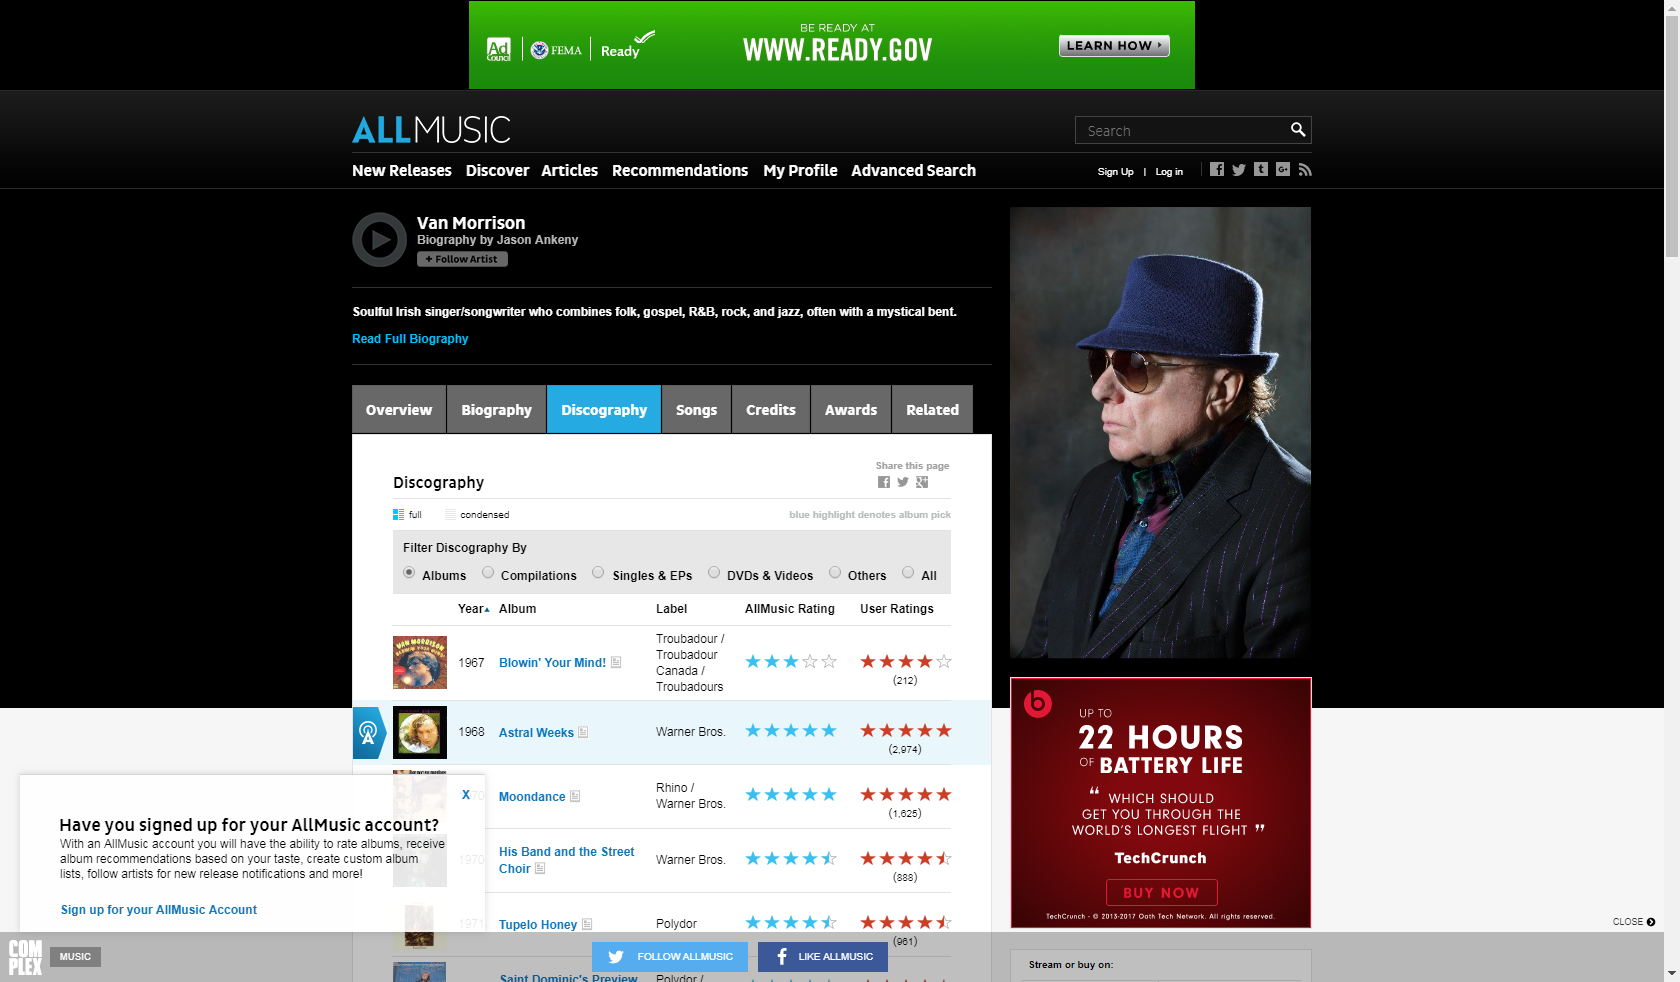 Ad
Council
FEMA
Ready
BE READY AT
WWW.READY.GOV
LEARN HOW
ALLMUSIC
Search
New Releases Discover Articles Recommendations My Profile Advanced Search
Sign Up | Log in
Van Morrison
Biography by Jason Ankeny
+ Follow Artist
Soulful Irish singer/songwriter who combines folk, gospel, R&B, rock, and jazz, often with a mystical bent.
Read Full Biography
Overview Biography Discography Songs Credits Awards Related
Share this page
Discography
full condensed
blue highlight denotes album pick
Filter Discography By
Albums Compilations Singles & EPs DVDs & Videos Others All
Year Album Label AllMusic Rating User Ratings
VAN MORRISON
1967 Blowin' Your Mind!
Troubadour /
Troubadour
Canada /
Troubadours
(212)
1968 Astral Weeks Warner Bros.
(2,974)
Moondance
Rhino /
Warner Bros.
(1,625)
1970
His Band and the Street
Choir
Warner Bros.
(888)
1971 Tupelo Honey Polydor
(961)
Saint Dominic's Preview Polydor /
X
Have you signed up for your AllMusic account?
With an AllMusic account you will have the ability to rate albums, receive
album recommendations based on your taste, create custom album
lists, follow artists for new release notifications and more!
Sign up for your AllMusic Account
UP TO
22 HOURS
OF BATTERY LIFE
“ WHICH SHOULD
GET YOU THROUGH THE
WORLD'S LONGEST FLIGHT ”
TechCrunch
BUY NOW
TechCrunch - © 2013-2017 Oath Tech Network. All rights reserved.
CLOSE
COMPLEX
MUSIC
FOLLOW ALLMUSIC
LIKE ALLMUSIC
Stream or buy on: